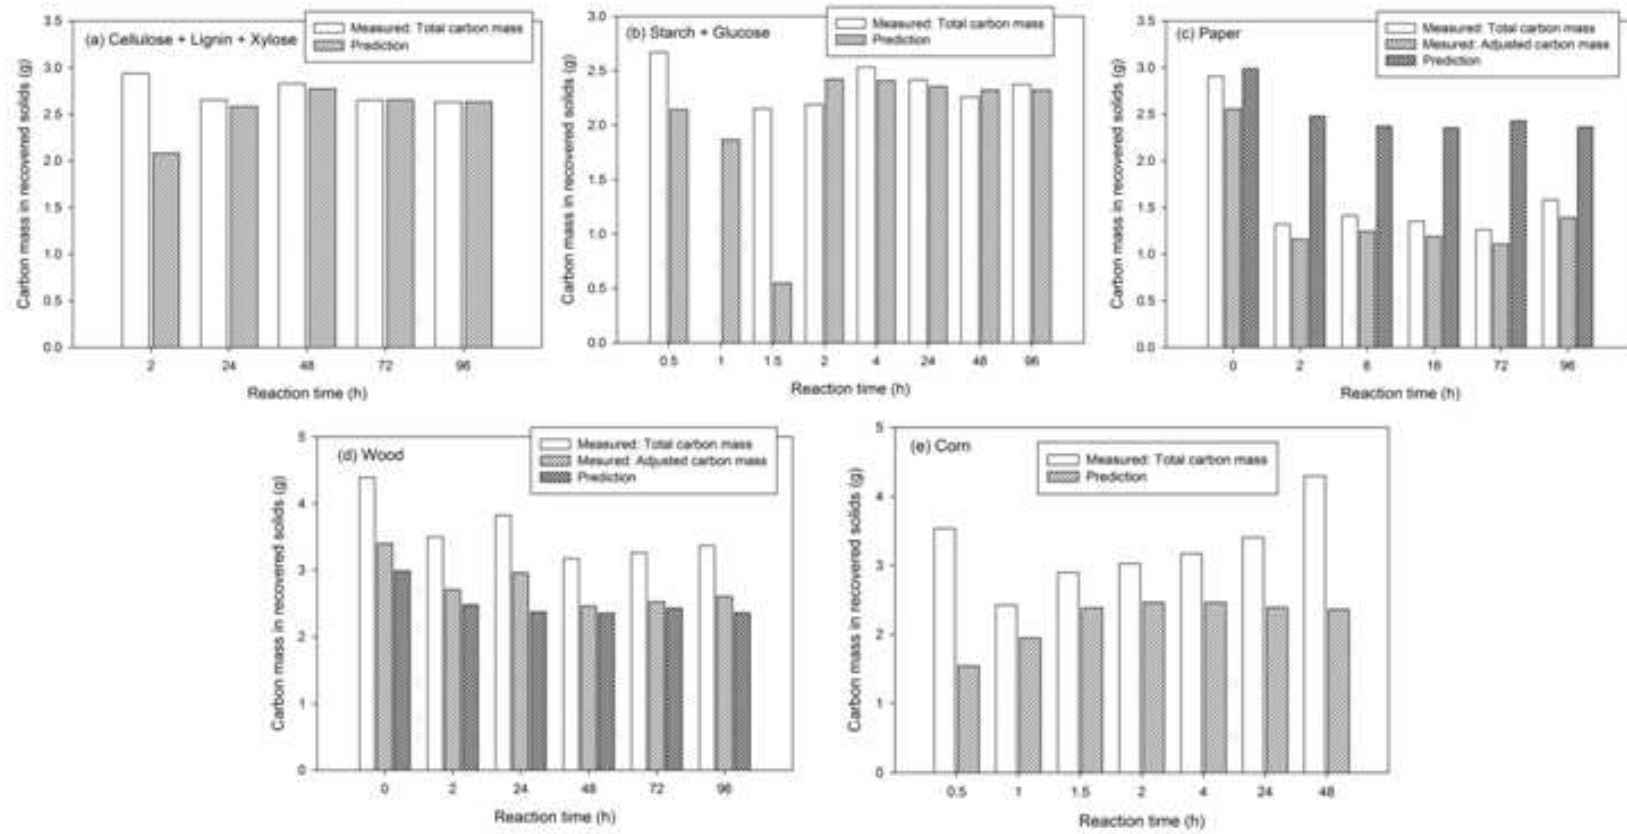 (a) Cellulose + Lignin + Xylose
Measured: Total carbon mass
Prediction
Carbon mass in recovered solids (g)
3.5
3.0
2.5
2.0
1.5
1.0
0.5
0.0
2 24 48 72 96
Reaction time (h)
(b) Starch + Glucose
Measured: Total carbon mass
Prediction
Carbon mass in recovered solids (g)
3.0
2.5
2.0
1.5
1.0
0.5
0.0
0.5 1 1.5 2 4 24 48 96
Reaction time (h)
(c) Paper
Measured: Total carbon mass
Mesured: Adjusted carbon mass
Prediction
Carbon mass in recovered solids (g)
3.5
3.0
2.5
2.0
1.5
1.0
0.5
0.0
0 2 6 16 72 96
Reaction time (h)
(d) Wood
Measured: Total carbon mass
Mesured: Adjusted carbon mass
Prediction
Carbon mass in recovered solids (g)
5
4
3
2
1
0
0 2 24 48 72 96
Reaction time (h)
(e) Corn
Measured: Total carbon mass
Prediction
Carbon mass in recovered solids (g)
5
4
3
2
1
0
0.5 1 1.5 2 4 24 48
Reaction time (h)